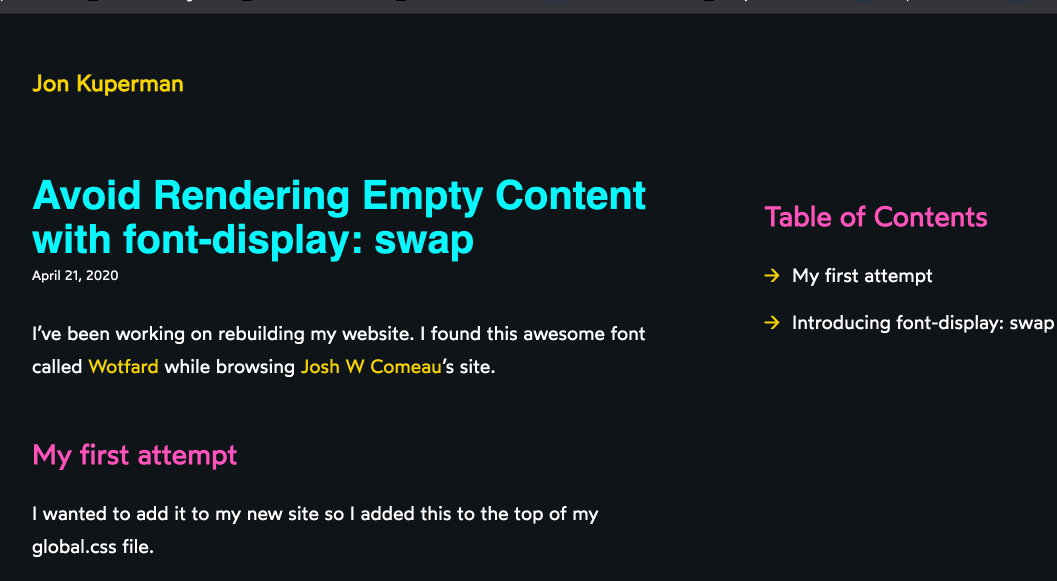 Jon Kuperman
Avoid Rendering Empty Content
with font-display: swap
April 21, 2020
I’ve been working on rebuilding my website. I found this awesome font
called Wotfard while browsing Josh W Comeau’s site.
My first attempt
I wanted to add it to my new site so I added this to the top of my
global.css file.
Table of Contents
→ My first attempt
→ Introducing font-display: swap